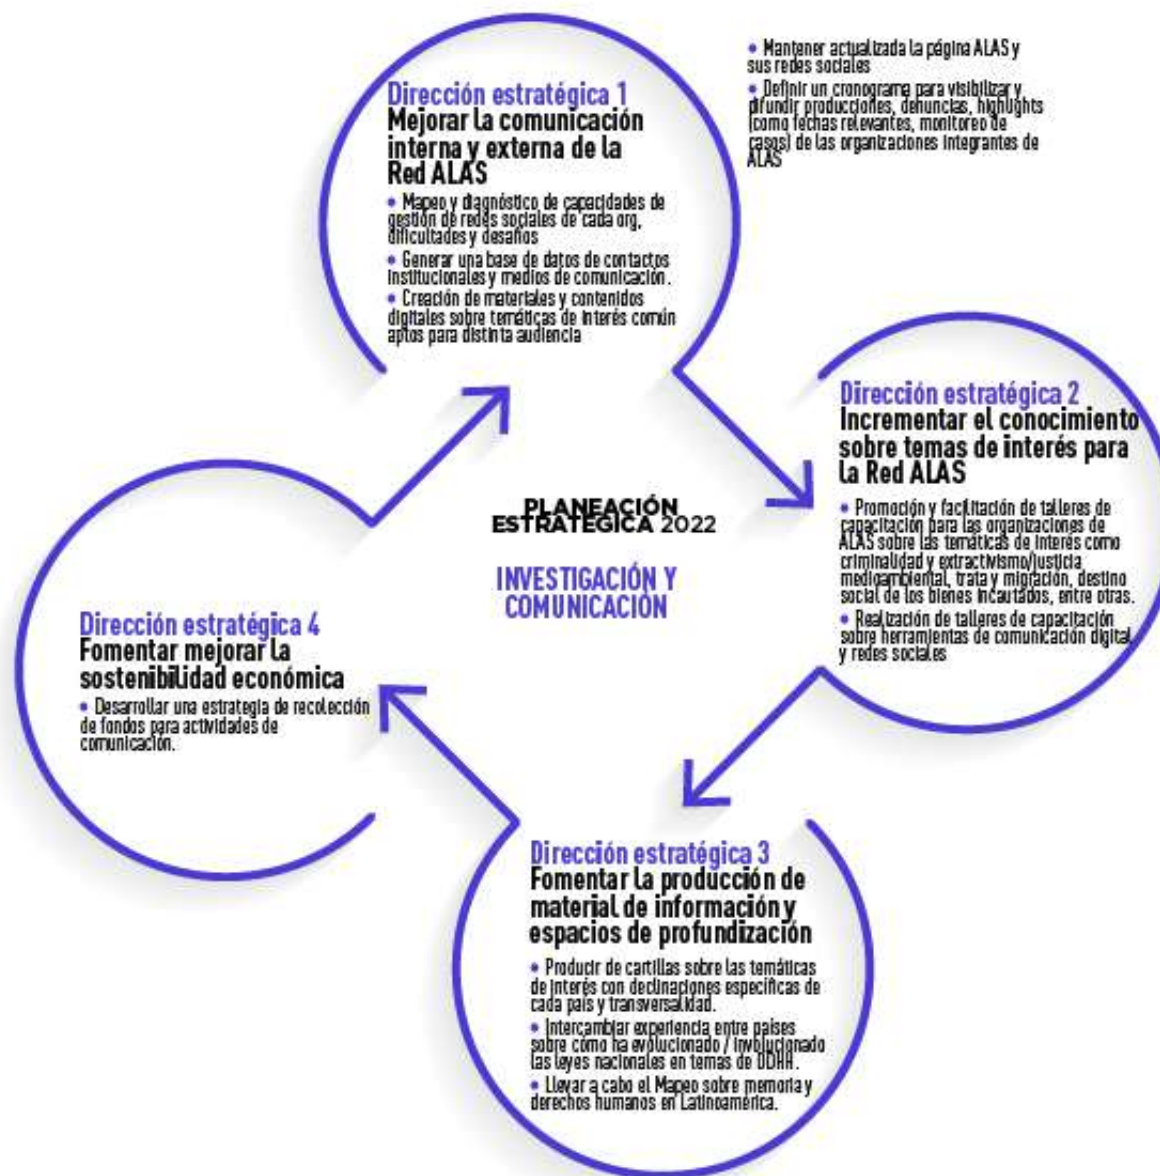 Dirección estratégica 1
Mejorar la comunicación
interna y externa de la
Red ALAS
• Mapeo y diagnóstico de capacidades de
gestión de redes sociales de cada org,
dificultades y desafíos
• Generar una base de datos de contactos
institucionales y medios de comunicación.
• Creación de materiales y contenidos
digitales sobre temáticas de interés común
aptos para distinta audiencia
• Mantener actualizada la página ALAS y
sus redes sociales
• Definir un cronograma para visibilizar y
difundir producciones, denuncias, highlights
(como fechas relevantes, monitoreo de
casos) de las organizaciones integrantes de
ALAS
Dirección estratégica 2
Incrementar el conocimiento
sobre temas de interés para
la Red ALAS
• Promoción y facilitación de talleres de
capacitación para las organizaciones de
ALAS sobre las temáticas de interés como
criminalidad y extractivismo/justicia
medioambiental, trata y migración, destino
social de los bienes incautados, entre otras.
• Realización de talleres de capacitación
sobre herramientas de comunicación digital
y redes sociales
PLANEACIÓN
ESTRATÉGICA 2022
INVESTIGACIÓN Y
COMUNICACIÓN
Dirección estratégica 3
Fomentar la producción de
material de información y
espacios de profundización
• Producir de cartillas sobre las temáticas
de interés con declinaciones específicas de
cada país y transversalidad.
• Intercambiar experiencia entre países
sobre cómo ha evolucionado / involucionado
las leyes nacionales en temas de DDHH.
• Llevar a cabo el Mapeo sobre memoria y
derechos humanos en Latinoamérica.
Dirección estratégica 4
Fomentar mejorar la
sostenibilidad económica
• Desarrollar una estrategia de recolección
de fondos para actividades de
comunicación.